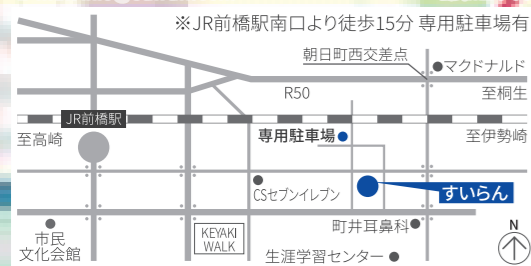 ※JR前橋駅南口より徒歩15分 専用駐車場有
朝日町西交差点
マクドナルド
R50
至桐生
JR前橋駅
至高崎
専用駐車場
至伊勢崎
CSセブンイレブン
すいらん
市民
文化会館
KEYAKI
WALK
町井耳鼻科
生涯学習センター
N